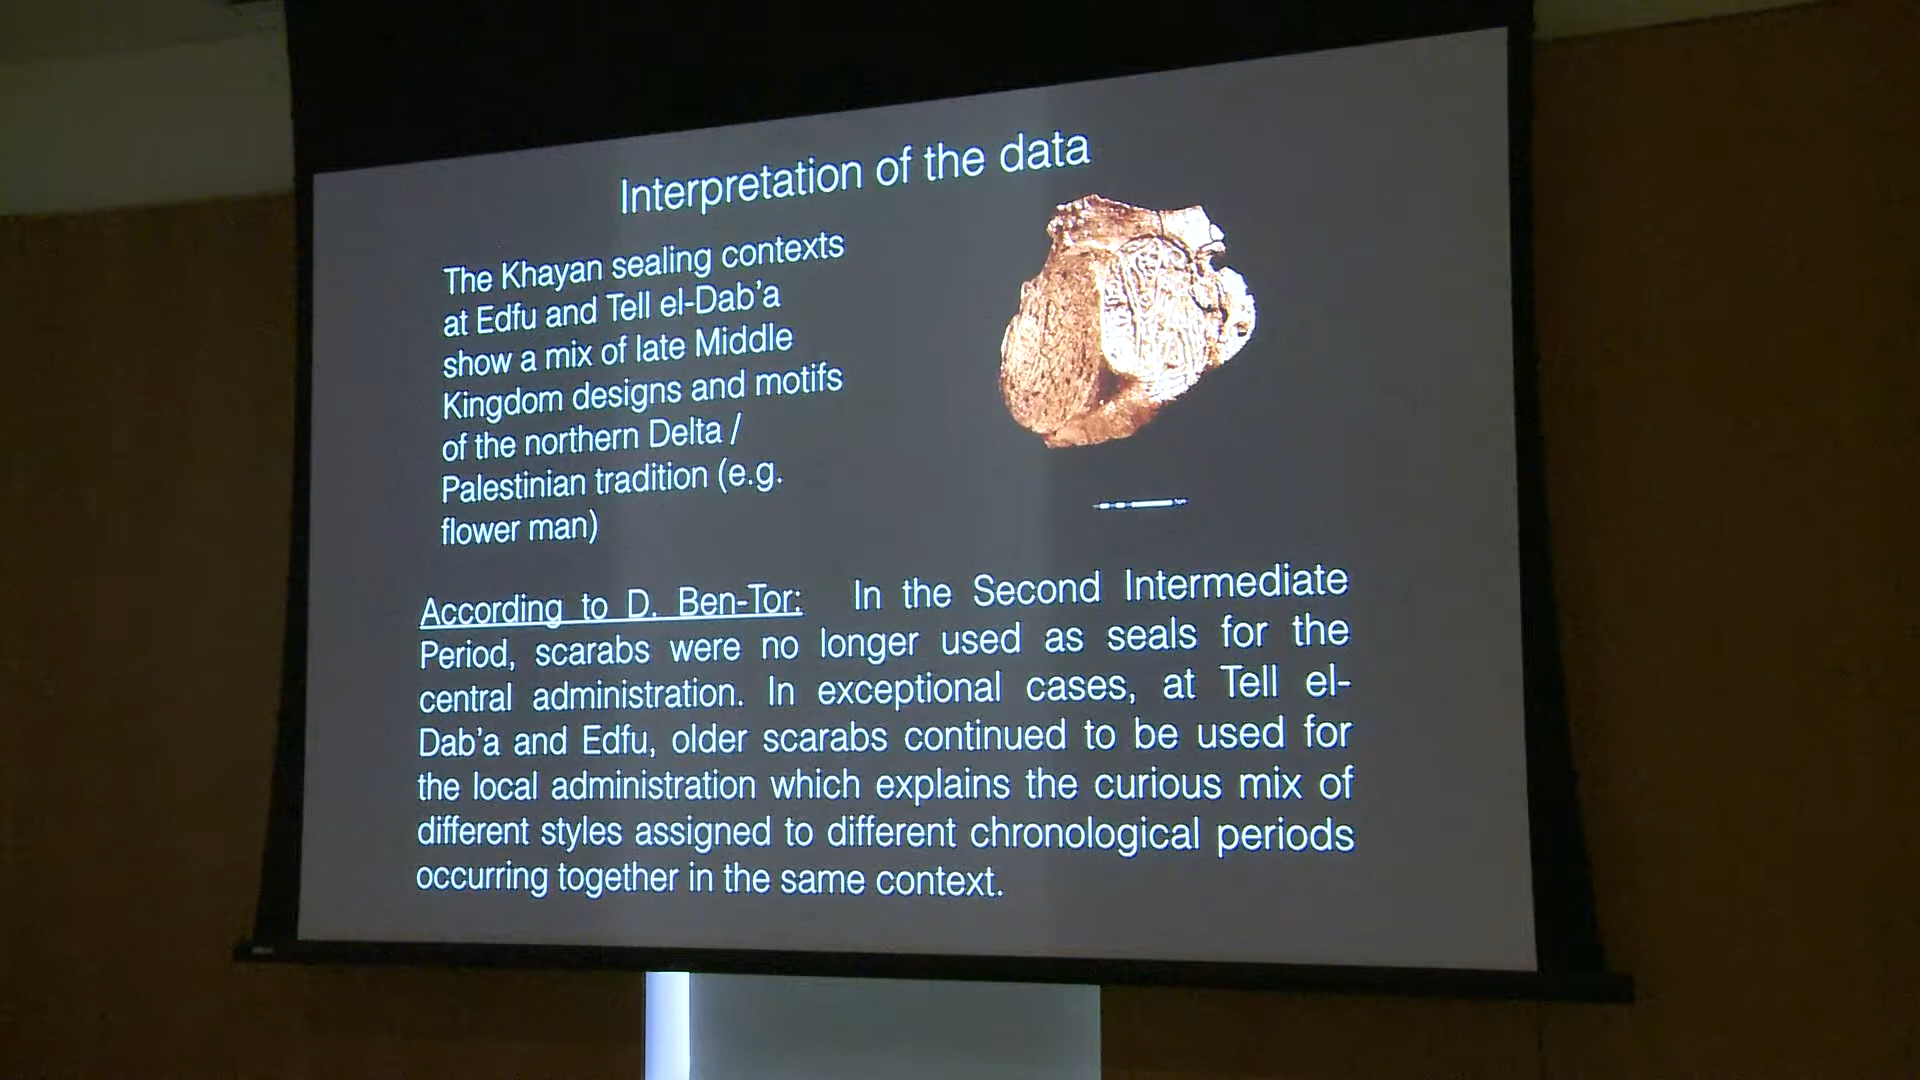 Interpretation of the data
The Khayan sealing contexts
at Edfu and Tell el-Dab'a
show a mix of late Middle
Kingdom designs and motifs
of the northern Delta /
Palestinian tradition (e.g.
flower man)
According to D. Ben-Tor: In the Second Intermediate
Period, scarabs were no longer used as seals for the
central administration. In exceptional cases, at Tell el-
Dab'a and Edfu, older scarabs continued to be used for
the local administration which explains the curious mix of
different styles assigned to different chronological periods
occurring together in the same context.